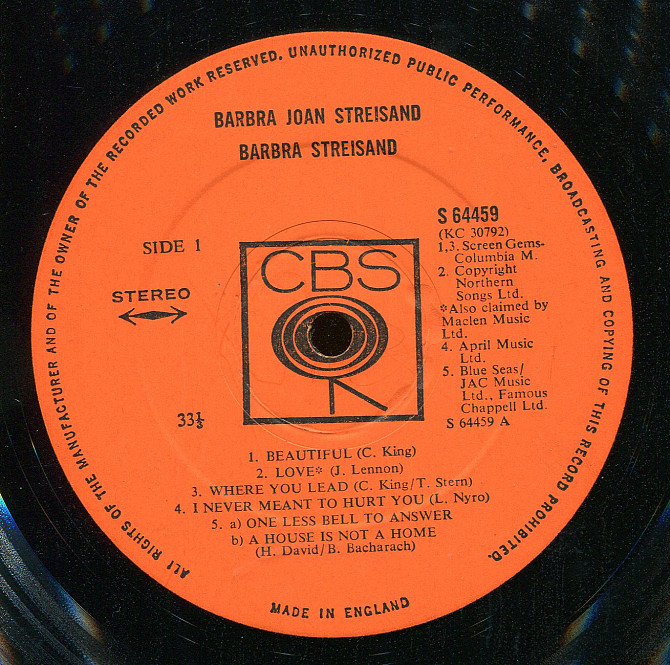 ALL RIGHTS OF THE MANUFACTURER AND OF THE OWNER OF THE RECORDED WORK RESERVED. UNAUTHORIZED PUBLIC PERFORMANCE, BROADCASTING AND COPYING OF THIS RECORD PROHIBITED.
BARBRA JOAN STREISAND
BARBRA STREISAND
SIDE 1
STEREO
33⅓
CBS
S 64459
(KC 30792)
1,3. Screen Gems-
Columbia M.
2. Copyright
Northern
Songs Ltd.
*Also claimed by
Maclen Music
Ltd.
4. April Music
Ltd.
5. Blue Seas/
JAC Music
Ltd., Famous
Chappell Ltd.
S 64459 A
1. BEAUTIFUL (C. King)
2. LOVE* (J. Lennon)
3. WHERE YOU LEAD (C. King/T. Stern)
4. I NEVER MEANT TO HURT YOU (L. Nyro)
5. a) ONE LESS BELL TO ANSWER
b) A HOUSE IS NOT A HOME
(H. David/B. Bacharach)
MADE IN ENGLAND